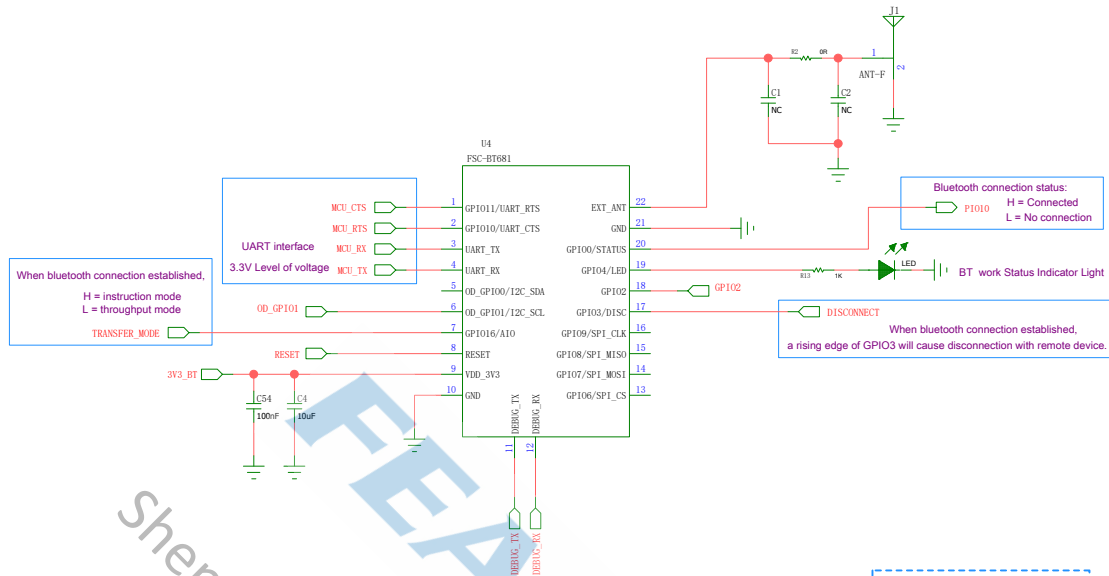 J1
R2
0R
1
2
ANT-F
C1
NC
C2
NC
U4
FSC-BT681
MCU_CTS
MCU_RTS
MCU_RX
MCU_TX
UART interface
3.3V Level of voltage
1
2
3
4
5
6
7
8
9
10
GPIO11/UART_RTS
GPIO10/UART_CTS
UART_TX
UART_RX
OD_GPIO0/I2C_SDA
OD_GPIO1/I2C_SCL
GPIO16/AIO
RESET
VDD_3V3
GND
EXT_ANT
GND
GPIO0/STATUS
GPIO4/LED
GPIO2
GPIO3/DISC
GPIO9/SPI_CLK
GPIO8/SPI_MISO
GPIO7/SPI_MOSI
GPIO6/SPI_CS
22
21
20
19
18
17
16
15
14
13
DEBUG_TX
DEBUG_RX
11
12
DEBUG_TX
DEBUG_RX
Bluetooth connection status:
H = Connected
L = No connection
PIO10
R13
1K
LED
BT work Status Indicator Light
GPIO2
DISCONNECT
When bluetooth connection established,
a rising edge of GPIO3 will cause disconnection with remote device.
When bluetooth connection established,
H = instruction mode
L = throughput mode
TRANSFER_MODE
OD_GPIO1
RESET
3V3_BT
C54
100nF
C4
10uF
FEA
Shen